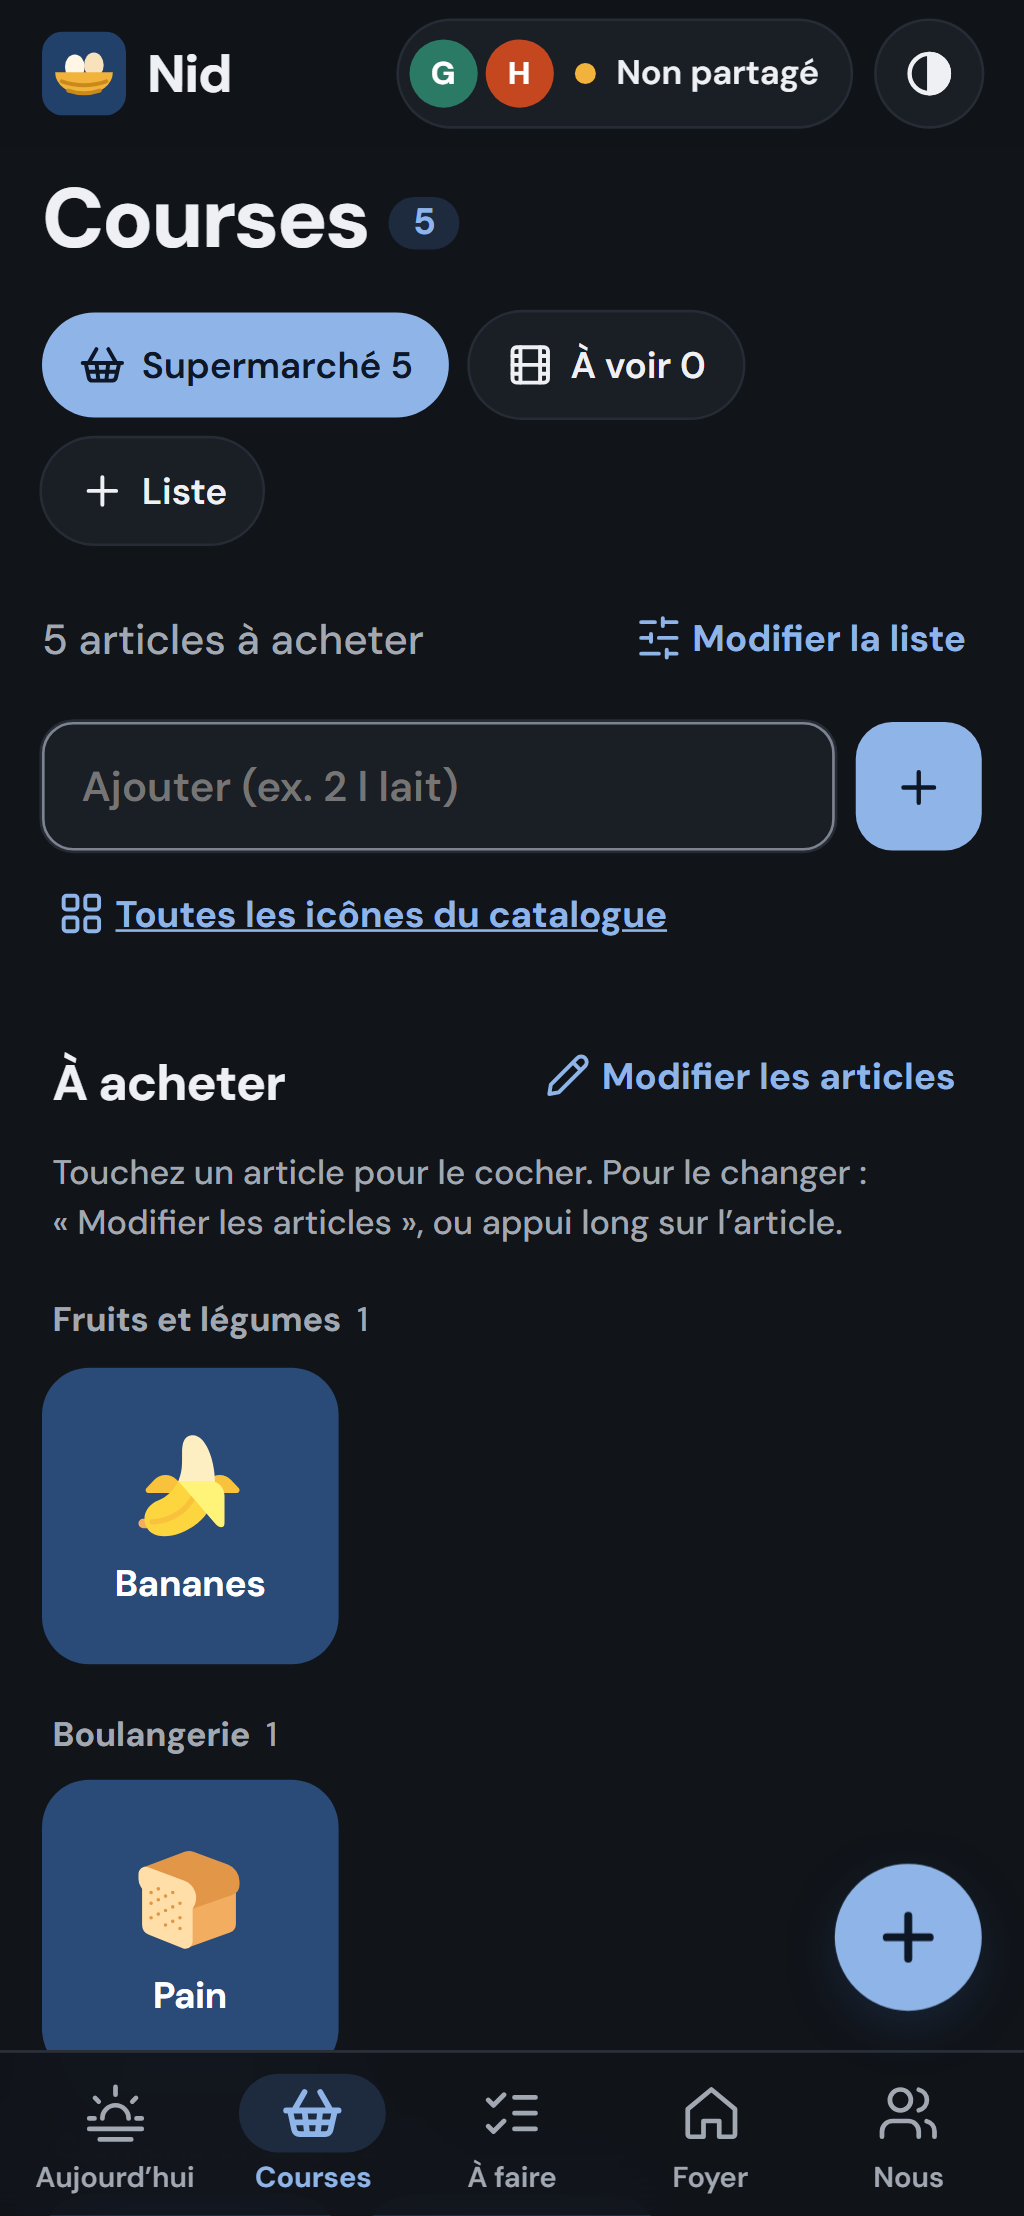 Nid
G H Non partagé
Courses 5
Supermarché 5
À voir 0
Liste
5 articles à acheter
Modifier la liste
Ajouter (ex. 2 l lait)
Toutes les icônes du catalogue
À acheter
Modifier les articles
Touchez un article pour le cocher. Pour le changer :
« Modifier les articles », ou appui long sur l’article.
Fruits et légumes 1
Bananes
Boulangerie 1
Pain
Aujourd’hui
Courses
À faire
Foyer
Nous